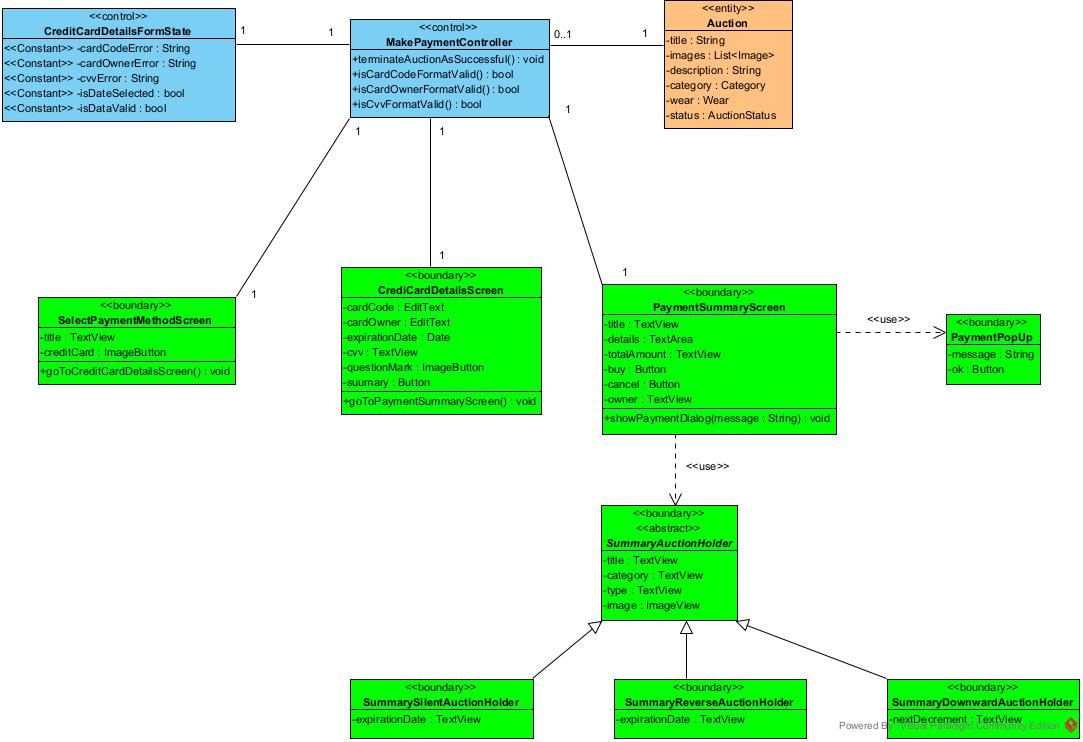 <<control>>
CreditCardDetailsFormState
<<Constant>> -cardCodeError : String
<<Constant>> -cardOwnerError : String
<<Constant>> -cvvError : String
<<Constant>> -isDateSelected : bool
<<Constant>> -isDataValid : bool
1
1
<<control>>
MakePaymentController
+terminateAuctionAsSuccessful() : void
+isCardCodeFormatValid() : bool
+isCardOwnerFormatValid() : bool
+isCvvFormatValid() : bool
0..1
1
<<entity>>
Auction
-title : String
-images : List<Image>
-description : String
-category : Category
-wear : Wear
-status : AuctionStatus
1
1
1
1
1
1
<<boundary>>
SelectPaymentMethodScreen
-title : TextView
-creditCard : ImageButton
+goToCreditCardDetailsScreen() : void
<<boundary>>
CrediCardDetailsScreen
-cardCode : EditText
-cardOwner : EditText
-expirationDate : Date
-cvv : TextView
-questionMark : ImageButton
-suumary : Button
+goToPaymentSummaryScreen() : void
<<boundary>>
PaymentSummaryScreen
-title : TextView
-details : TextArea
-totalAmount : TextView
-buy : Button
-cancel : Button
-owner : TextView
+showPaymentDialog(message : String) : void
<<use>>
<<boundary>>
PaymentPopUp
-message : String
-ok : Button
<<use>>
<<boundary>>
<<abstract>>
SummaryAuctionHolder
-title : TextView
-category : TextView
-type : TextView
-image : ImageView
<<boundary>>
SummarySilentAuctionHolder
-expirationDate : TextView
<<boundary>>
SummaryReverseAuctionHolder
-expirationDate : TextView
<<boundary>>
SummaryDownwardAuctionHolder
-nextDecrement : TextView
Powered By Visual Paradigm Community Edition